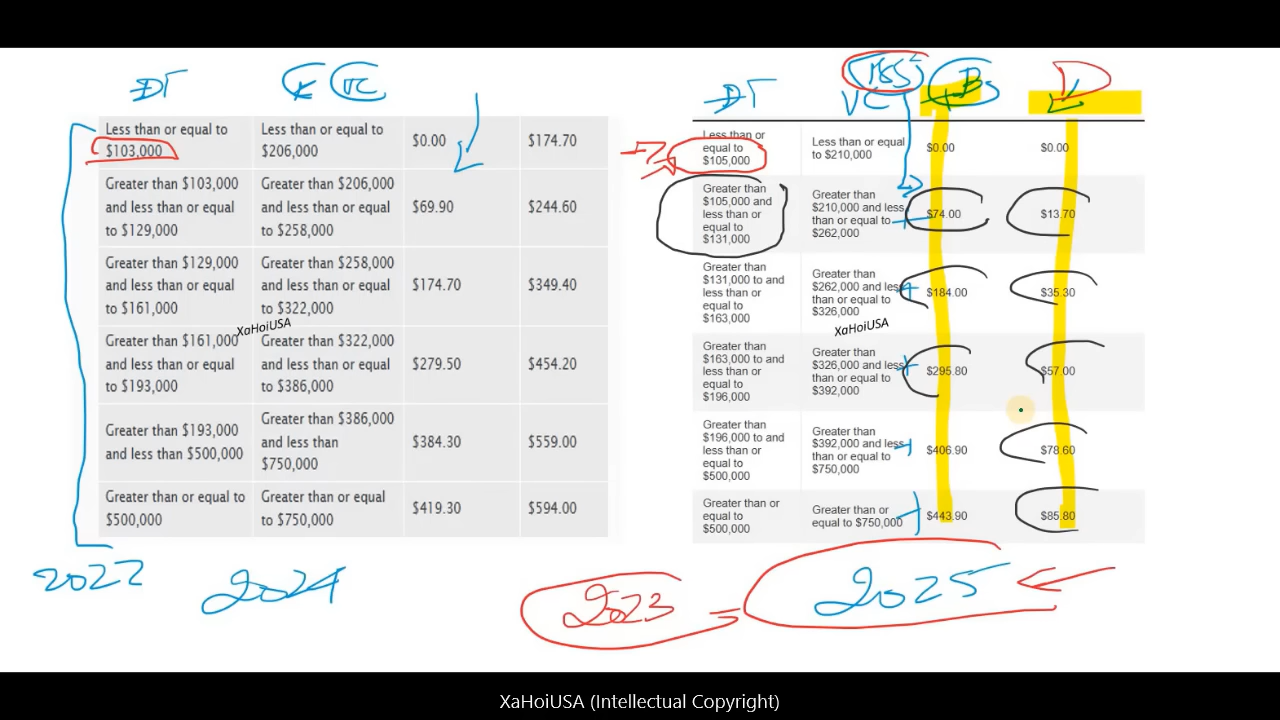 ĐT
VC
Less than or equal to
$103,000
Less than or equal to
$206,000
$0.00
$174.70
Greater than $103,000
and less than or equal
to $129,000
Greater than $206,000
and less than or equal
to $258,000
$69.90
$244.60
Greater than $129,000
and less than or equal
to $161,000
Greater than $258,000
and less than or equal
to $322,000
$174.70
$349.40
Greater than $161,000
and less than or equal
to $193,000
Greater than $322,000
and less than or equal
to $386,000
$279.50
$454.20
Greater than $193,000
and less than $500,000
Greater than $386,000
and less than
$750,000
$384.30
$559.00
Greater than or equal to
$500,000
Greater than or equal
to $750,000
$419.30
$594.00
XaHoiUSA
2022
2024
ĐT
185
VC
B
D
Less than or
equal to
$105,000
Less than or equal
to $210,000
$0.00
$0.00
Greater than
$105,000 and
less than or
equal to
$131,000
Greater than
$210,000 and less
than or equal to
$262,000
$74.00
$13.70
Greater than
$131,000 to and
less than or
equal to
$163,000
Greater than
$262,000 and less
than or equal to
$326,000
$184.00
$35.30
XaHoiUSA
Greater than
$163,000 to and
less than or
equal to
$196,000
Greater than
$326,000 and less
than or equal to
$392,000
$295.80
$57.00
Greater than
$196,000 to and
less than or
equal to
$500,000
Greater than
$392,000 and less
than or equal to
$750,000
$406.90
$78.60
Greater than or
equal to
$500,000
Greater than or
equal to $750,000
$443.90
$85.80
2023 = 2025
XaHoiUSA (Intellectual Copyright)